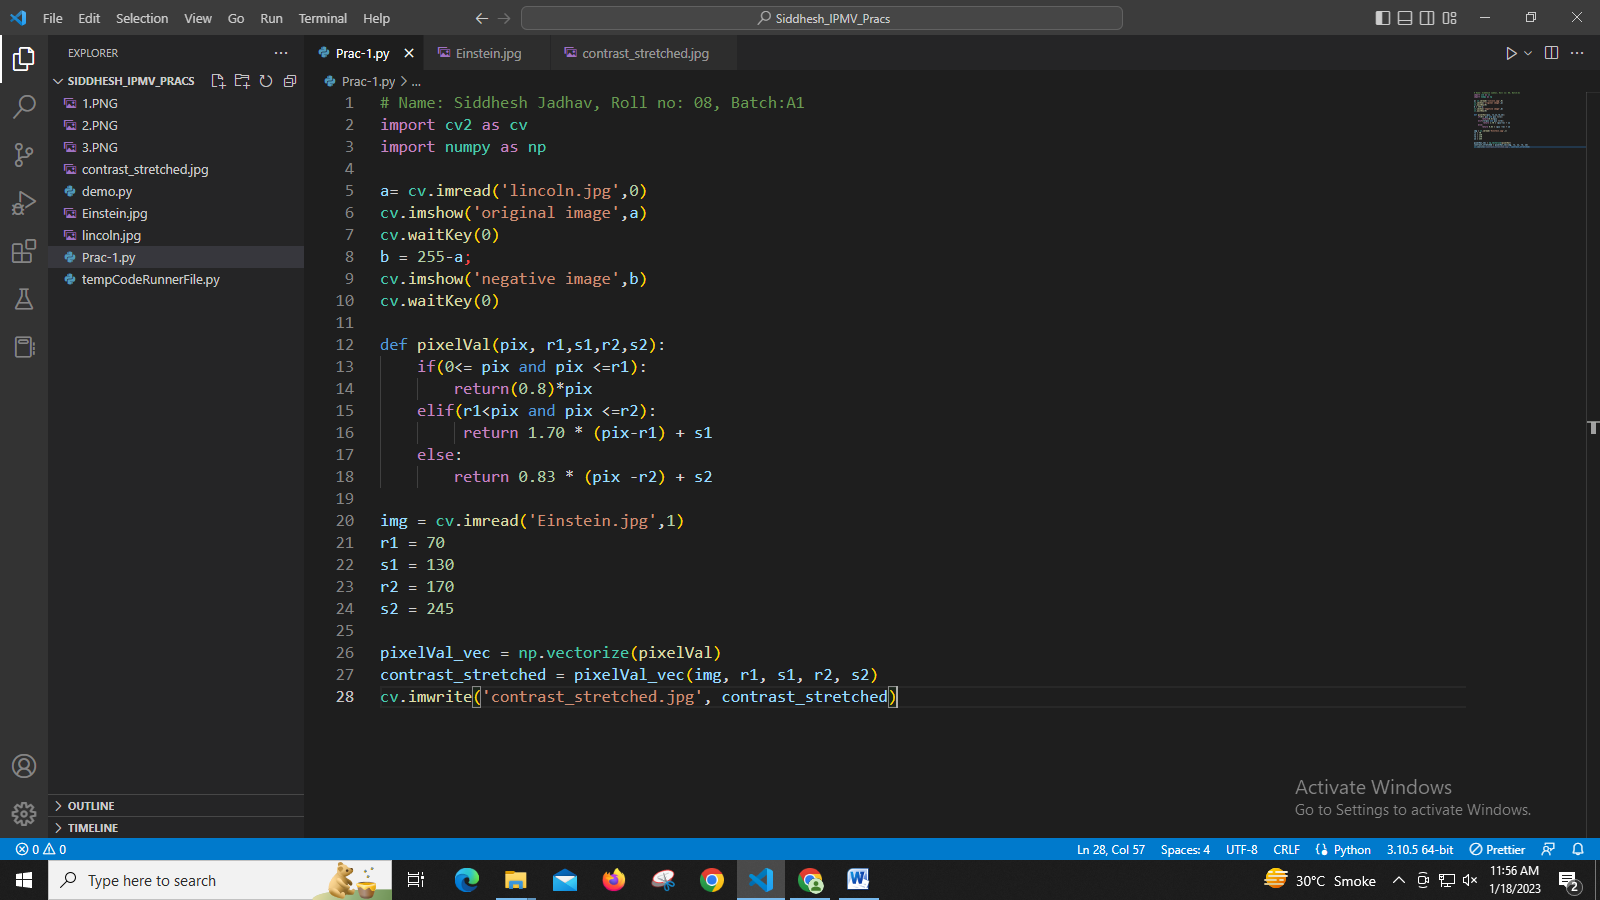 File Edit Selection View Go Run Terminal Help
Siddhesh_IPMV_Pracs
EXPLORER
SIDDHESH_IPMV_PRACS
1.PNG
2.PNG
3.PNG
contrast_stretched.jpg
demo.py
Einstein.jpg
lincoln.jpg
Prac-1.py
tempCodeRunnerFile.py
OUTLINE
TIMELINE
Prac-1.py Einstein.jpg contrast_stretched.jpg
Prac-1.py > ...
1 # Name: Siddhesh Jadhav, Roll no: 08, Batch:A1
2 import cv2 as cv
3 import numpy as np
4
5 a= cv.imread('lincoln.jpg',0)
6 cv.imshow('original image',a)
7 cv.waitKey(0)
8 b = 255-a;
9 cv.imshow('negative image',b)
10 cv.waitKey(0)
11
12 def pixelVal(pix, r1,s1,r2,s2):
13     if(0<= pix and pix <=r1):
14         return(0.8)*pix
15     elif(r1<pix and pix <=r2):
16          return 1.70 * (pix-r1) + s1
17     else:
18         return 0.83 * (pix -r2) + s2
19
20 img = cv.imread('Einstein.jpg',1)
21 r1 = 70
22 s1 = 130
23 r2 = 170
24 s2 = 245
25
26 pixelVal_vec = np.vectorize(pixelVal)
27 contrast_stretched = pixelVal_vec(img, r1, s1, r2, s2)
28 cv.imwrite('contrast_stretched.jpg', contrast_stretched)
Activate Windows
Go to Settings to activate Windows.
0 0 Ln 28, Col 57 Spaces: 4 UTF-8 CRLF Python 3.10.5 64-bit Prettier
Type here to search
30°C Smoke
11:56 AM
1/18/2023
2